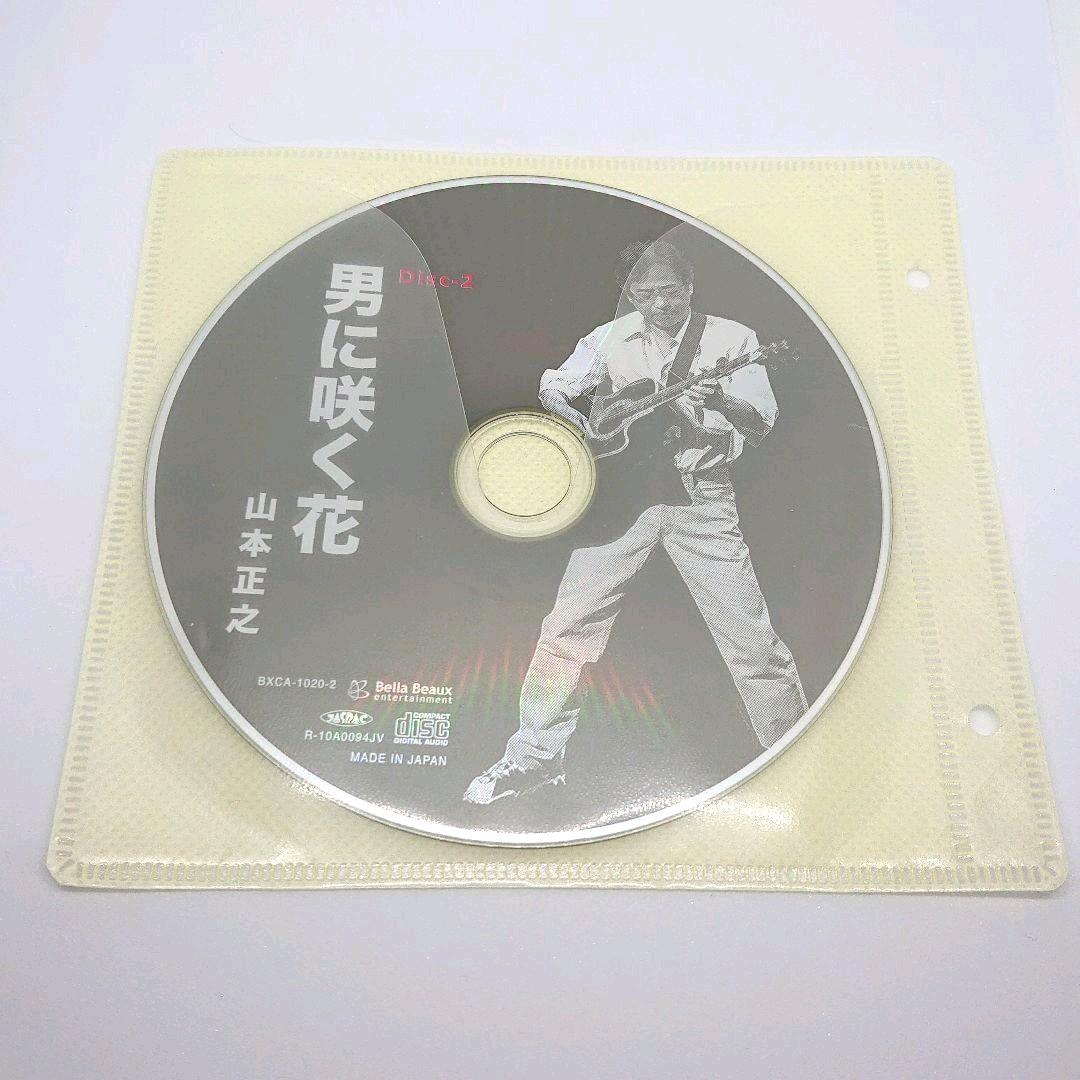 Disc-2
男に咲く花
山本正之
BXCA-1020-2
Bella Beaux
entertainment
JASRAC
COMPACT
disc
DIGITAL AUDIO
R-10A0094JV
MADE IN JAPAN